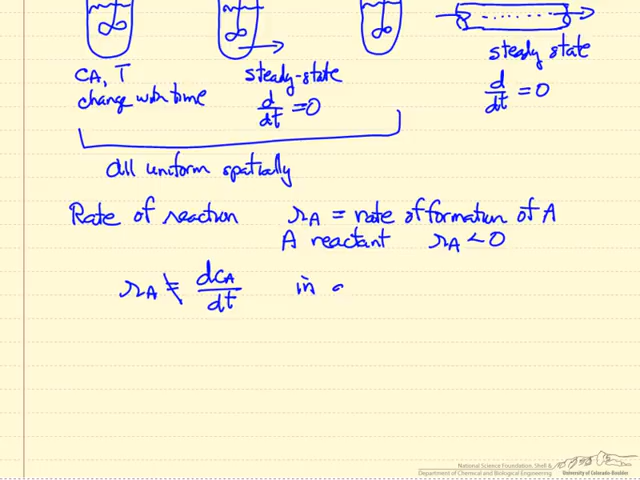 CA, T
change with time
steady-state
d/dt = 0
steady state
d/dt = 0
all uniform spatially
Rate of reaction rA = rate of formation of A
A reactant rA < 0
rA ≠ dCA/dt in a
National Science Foundation, Shell &
Department of Chemical and Biological Engineering
University of Colorado Boulder